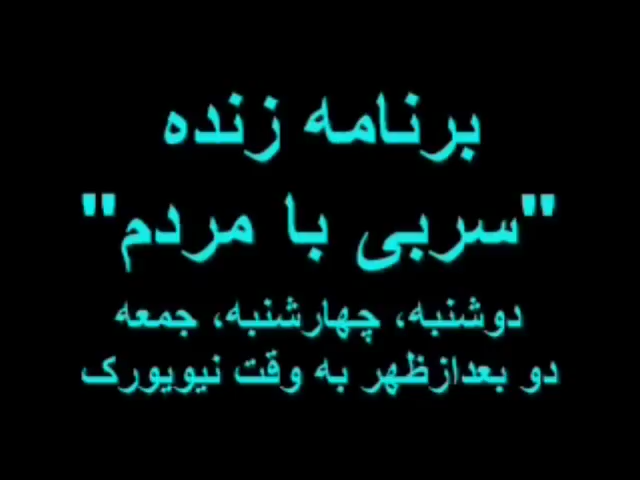 برنامه زنده
"سربی با مردم"
دوشنبه، چهارشنبه، جمعه
دو بعدازظهر به وقت نیویورک